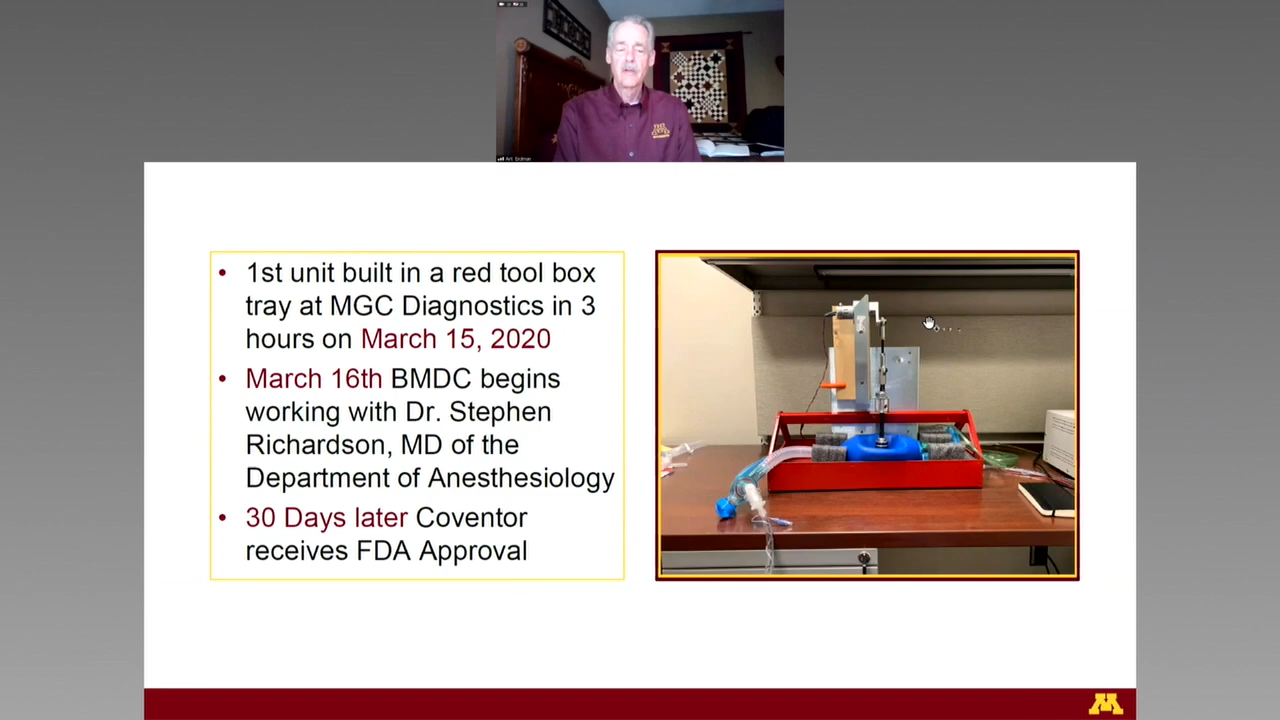 Art Erdman
• 1st unit built in a red tool box
tray at MGC Diagnostics in 3
hours on March 15, 2020
• March 16th BMDC begins
working with Dr. Stephen
Richardson, MD of the
Department of Anesthesiology
• 30 Days later Coventor
receives FDA Approval
M